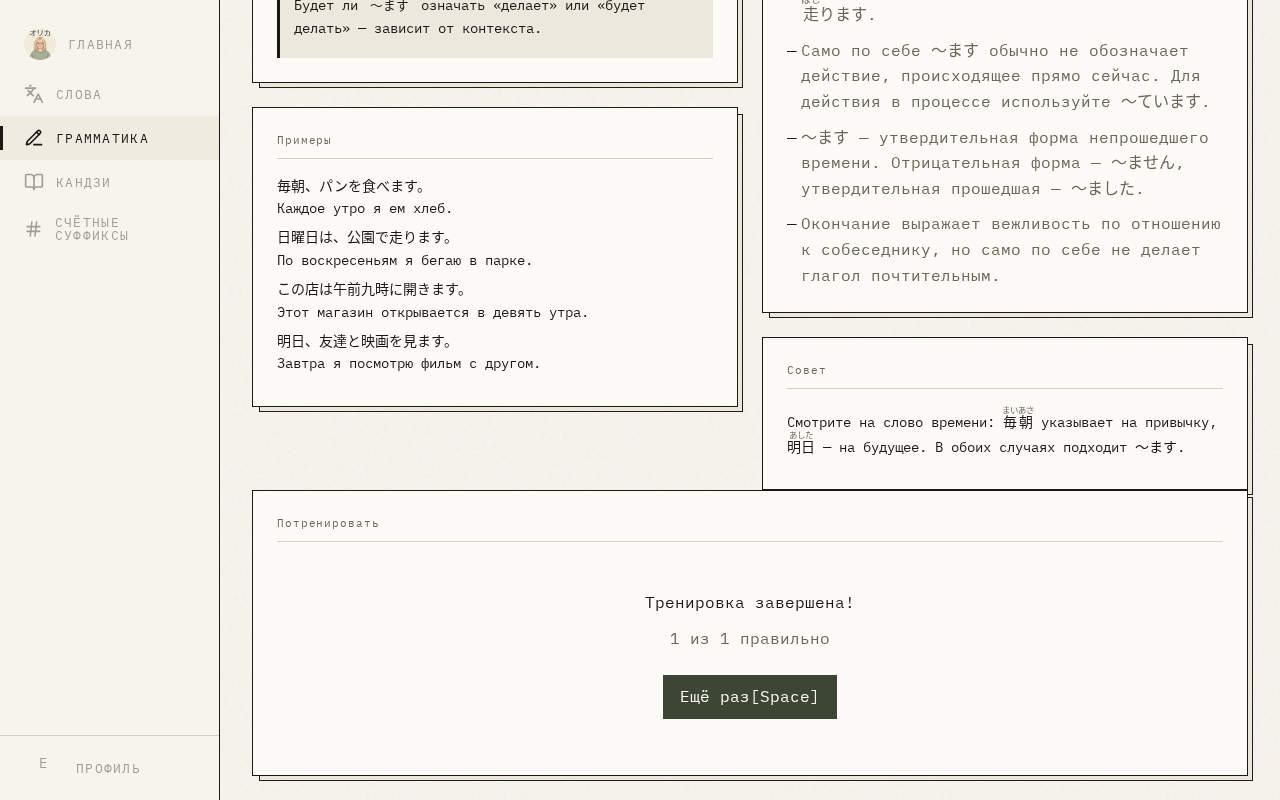 オリカ
ГЛАВНАЯ
СЛОВА
ГРАММАТИКА
КАНДЗИ
СЧЁТНЫЕ
СУФФИКСЫ
E
ПРОФИЛЬ
Будет ли 〜ます означать «делает» или «будет
делать» — зависит от контекста.
Примеры
毎朝、パンを食べます。
Каждое утро я ем хлеб.
日曜日は、公園で走ります。
По воскресеньям я бегаю в парке.
この店は午前九時に開きます。
Этот магазин открывается в девять утра.
明日、友達と映画を見ます。
Завтра я посмотрю фильм с другом.
走ります.
— Само по себе 〜ます обычно не обозначает
действие, происходящее прямо сейчас. Для
действия в процессе используйте 〜ています.
— 〜ます — утвердительная форма непрошедшего
времени. Отрицательная форма — 〜ません,
утвердительная прошедшая — 〜ました.
— Окончание выражает вежливость по отношению
к собеседнику, но само по себе не делает
глагол почтительным.
Совет
まいあさ
Смотрите на слово времени: 毎朝 указывает на привычку,
あした
明日 — на будущее. В обоих случаях подходит 〜ます.
Потренировать
Тренировка завершена!
1 из 1 правильно
Ещё раз[Space]